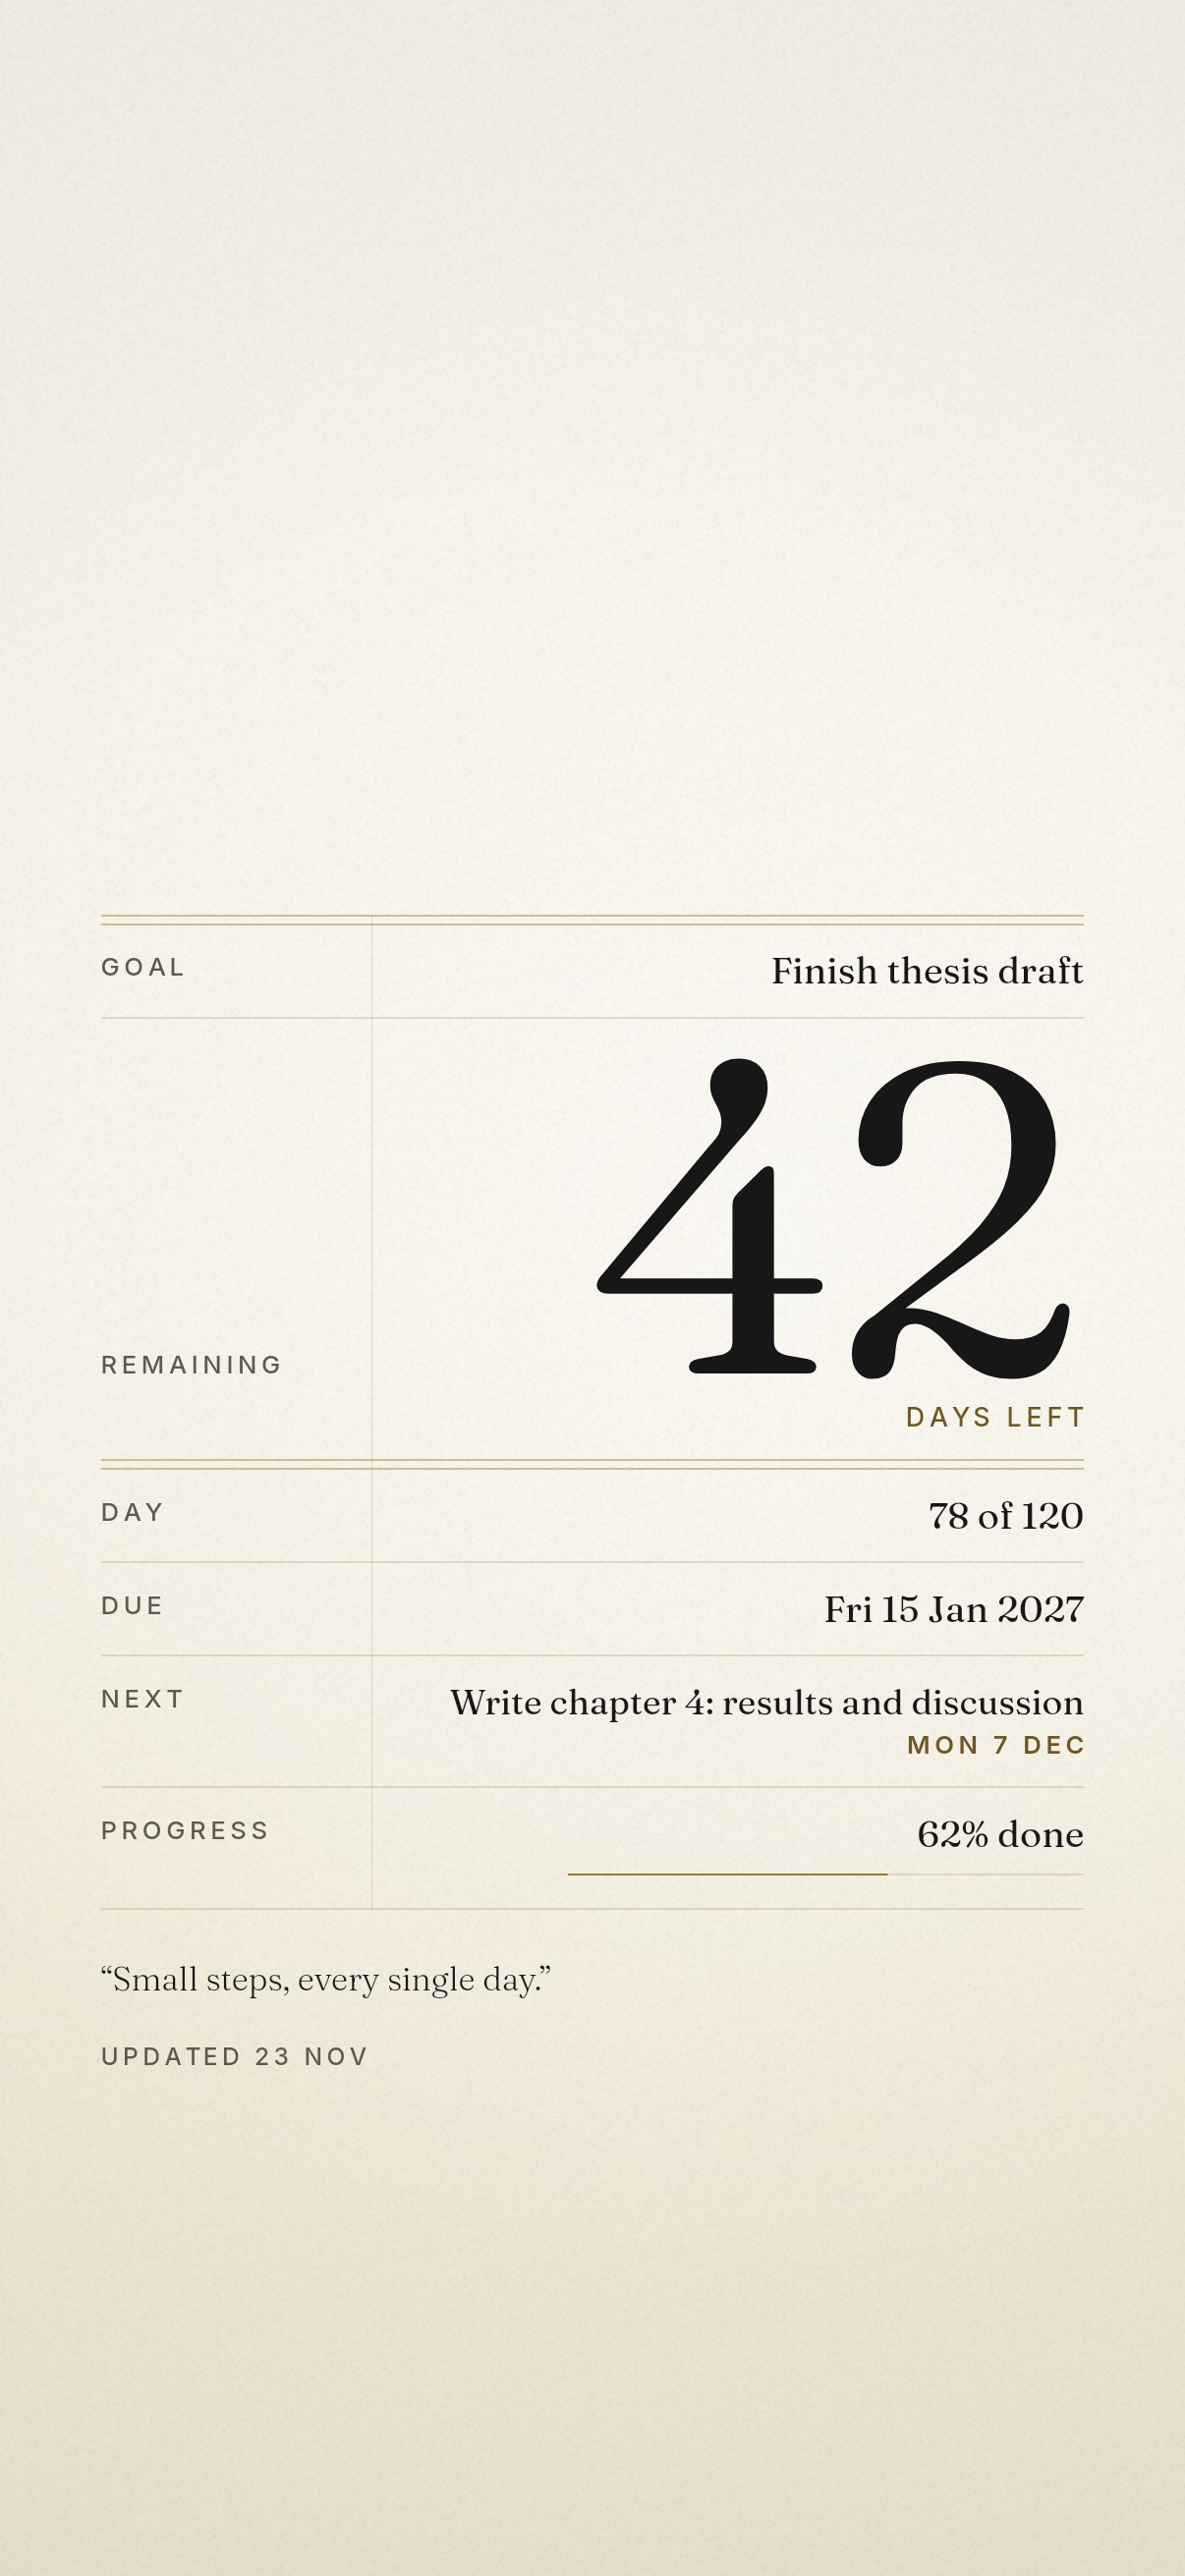 GOAL Finish thesis draft
42
REMAINING
DAYS LEFT
DAY 78 of 120
DUE Fri 15 Jan 2027
NEXT Write chapter 4: results and discussion
MON 7 DEC
PROGRESS 62% done
“Small steps, every single day.”
UPDATED 23 NOV